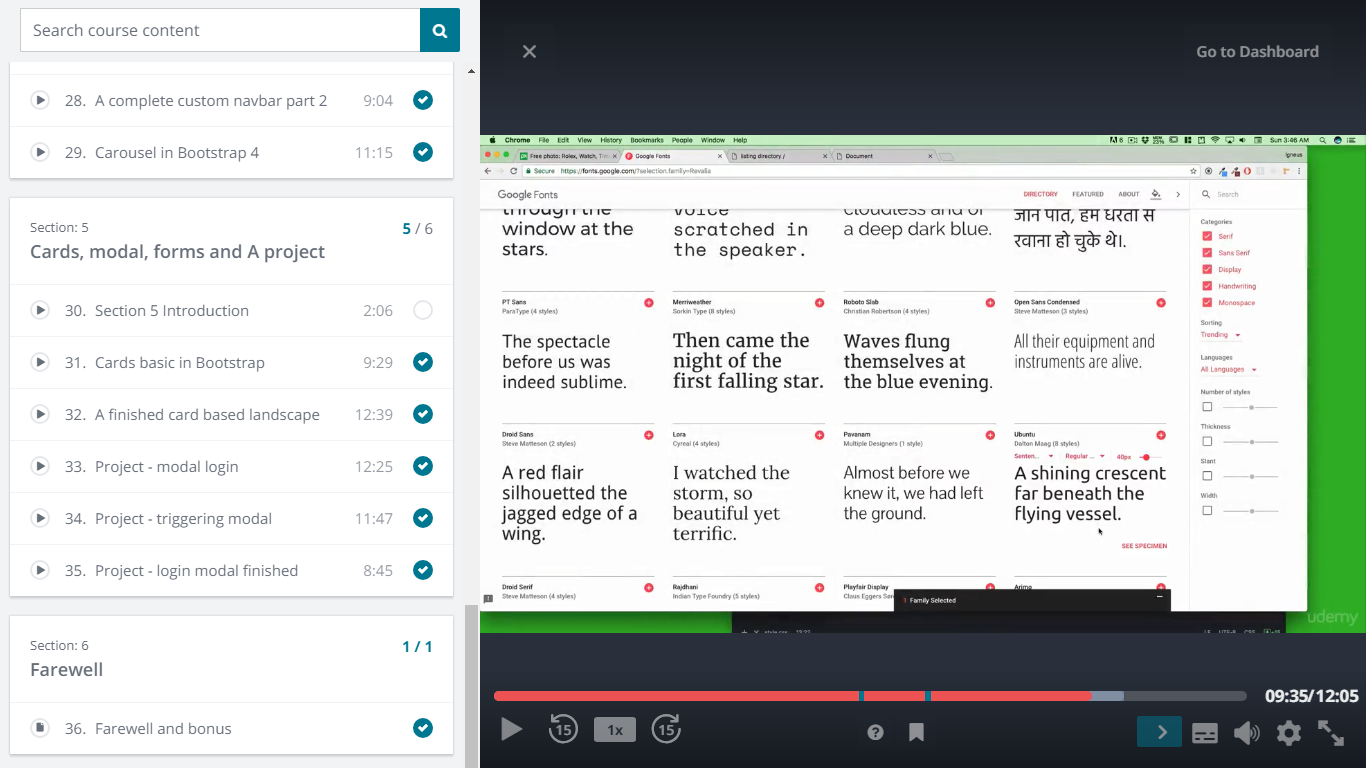 Search course content
28. A complete custom navbar part 2 9:04
29. Carousel in Bootstrap 4 11:15
Section: 5
5 / 6
Cards, modal, forms and A project
30. Section 5 Introduction 2:06
31. Cards basic in Bootstrap 9:29
32. A finished card based landscape 12:39
33. Project - modal login 12:25
34. Project - triggering modal 11:47
35. Project - login modal finished 8:45
Section: 6
1 / 1
Farewell
36. Farewell and bonus
Go to Dashboard
Chrome File Edit View History Bookmarks People Window Help
Sun 3:46 AM
Free photo: Rolex, Watch,
Google Fonts
listing directory /
Document
Igneus
Secure https://fonts.google.com/?selection.family=Revalia
Google Fonts
DIRECTORY FEATURED ABOUT
Search
through the
window at the
stars.
voice
scratched in
the speaker.
cloudless and of
a deep dark blue.
जान पात, हम धरती से
रवाना हो चुके थे।.
PT Sans
ParaType (4 styles)
The spectacle
before us was
indeed sublime.
Merriweather
Sorkin Type (8 styles)
Then came the
night of the
first falling star.
Roboto Slab
Christian Robertson (4 styles)
Waves flung
themselves at
the blue evening.
Open Sans Condensed
Steve Matteson (3 styles)
All their equipment and
instruments are alive.
Droid Sans
Steve Matteson (2 styles)
A red flair
silhouetted the
jagged edge of a
wing.
Lora
Cyreal (4 styles)
I watched the
storm, so
beautiful yet
terrific.
Pavanam
Multiple Designers (1 style)
Almost before we
knew it, we had left
the ground.
Ubuntu
Dalton Maag (8 styles)
Senten... Regular ... 40px
A shining crescent
far beneath the
flying vessel.
SEE SPECIMEN
Droid Serif
Steve Matteson (4 styles)
Rajdhani
Indian Type Foundry (5 styles)
Playfair Display
Claus Eggers Sør
Arimo
1 Family Selected
Categories
Serif
Sans Serif
Display
Handwriting
Monospace
Sorting
Trending
Languages
All Languages
Number of styles
Thickness
Slant
Width
style.css 13:22
LF UTF-8 CSS
udemy
09:35/12:05
15
1x
15